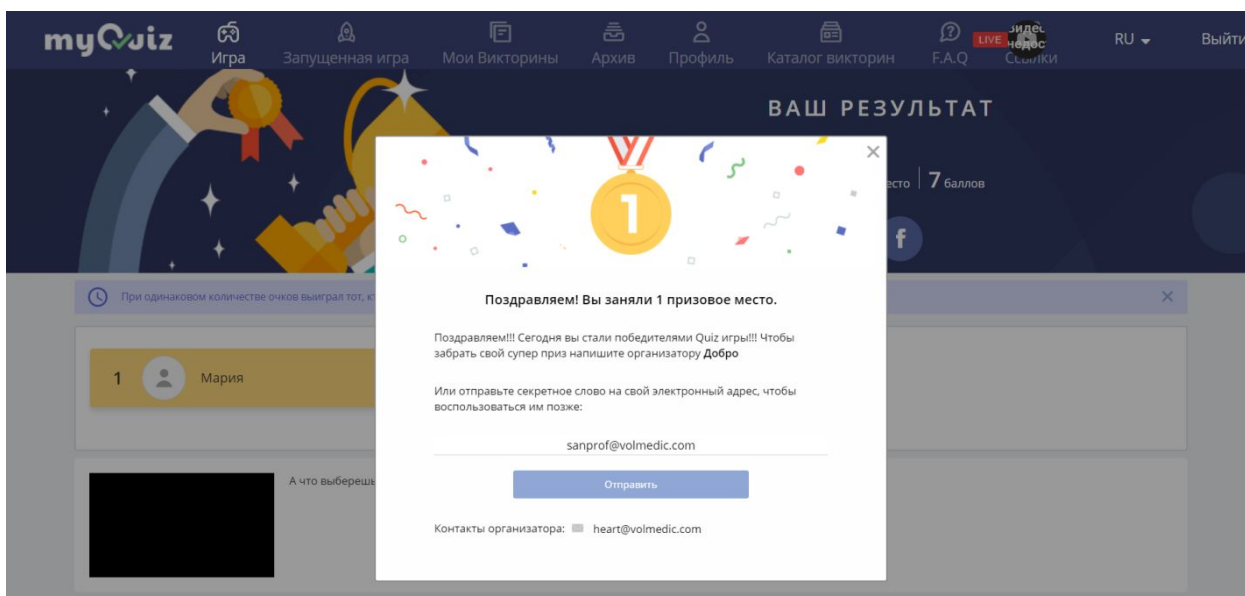 myQuiz
Игра
Запущенная игра
Мои Викторины
Архив
Профиль
Каталог викторин
F.A.Q
LIVE
Ссылки
RU
Выйти
ВАШ РЕЗУЛЬТАТ
7 баллов
f
1
При одинаковом количестве очков выиграл тот,
Поздравляем! Вы заняли 1 призовое место.
Поздравляем!!! Сегодня вы стали победителями Quiz игры!!! Чтобы
забрать свой супер приз напишите организатору Добро
Или отправьте секретное слово на свой электронный адрес, чтобы
воспользоваться им позже:
sanprof@volmedic.com
Отправить
Контакты организатора: heart@volmedic.com
1 Мария
А что выберешь